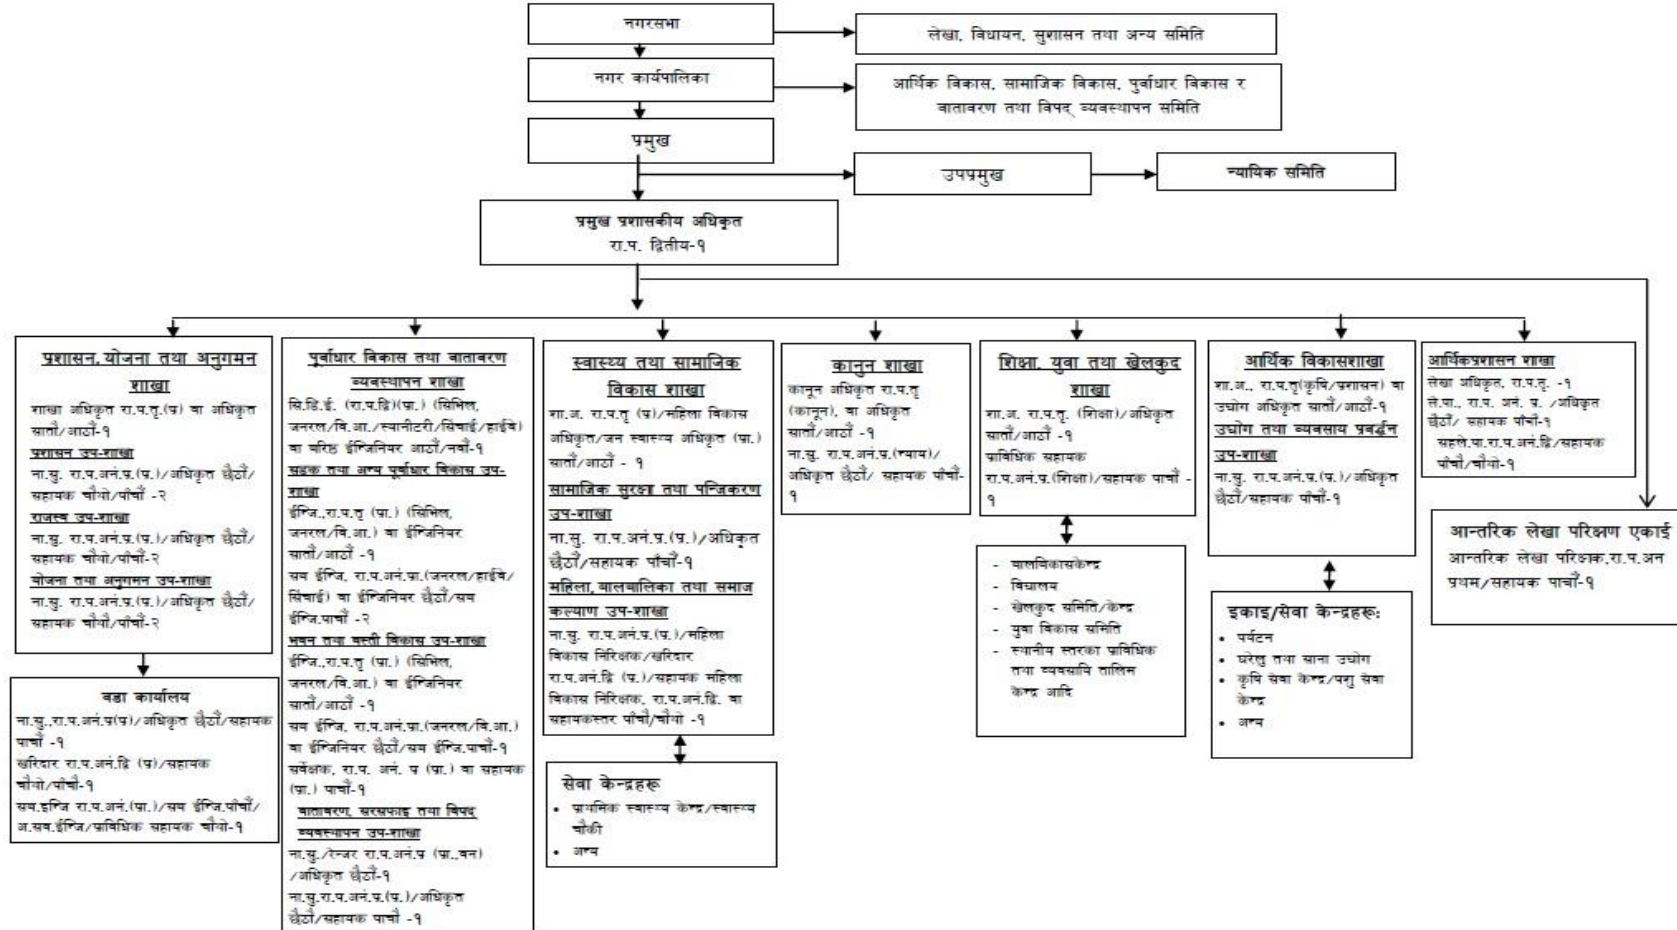 नगरसभा
लेखा, विधायन, सुशासन तथा अन्य समिति
नगर कार्यपालिका
आर्थिक विकास, सामाजिक विकास, पुर्वाधार विकास र
वातावरण तथा विपद् व्यवस्थापन समिति
प्रमुख
उपप्रमुख
न्यायिक समिति
प्रमुख प्रशासकीय अधिकृत
रा.प. द्वितीय-१
प्रशासन, योजना तथा अनुगमन
शाखा
शाखा अधिकृत रा.प.तृ.(प्र) वा अधिकृत
सातौं/आठौं-१
प्रशासन उप-शाखा
ना.सु. रा.प.अनं.प्र.(प्र.)/अधिकृत छैठौं/
सहायक चौथो/पाँचौं -२
राजस्व उप-शाखा
ना.सु. रा.प.अनं.प्र.(प्र.)/अधिकृत छैठौं/
सहायक चौथो/पाँचौं-२
योजना तथा अनुगमन उप-शाखा
ना.सु. रा.प.अनं.प्र.(प्र.)/अधिकृत छैठौं/
सहायक चौथौ/पाँचौं-२
वडा कार्यालय
ना.सु.,रा.प.अनं.प्र(प्र)/अधिकृत छैठौं/सहायक
पाचौं -१
खरिदार रा.प.अनं.द्वि (प्र)/सहायक
चौथो/पाँचौ-१
सव.इन्जि रा.प.अनं.(प्रा.)/सव ईन्जि.पाँचौं/
अ.सव.ईन्जि/प्राविधिक सहायक चौथो-१
पूर्वाधार विकास तथा वातावरण
व्यवस्थापन शाखा
सि.डि.ई. (रा.प.द्वि)(प्रा.) (सिभिल,
जनरल/बि.आ./स्यानीटरी/सिंचाई/हाईवे)
वा वरिष्ठ ईन्जिनियर आठौं/नवौं-१
सडक तथा अन्य पूर्वाधार विकास उप-
शाखा
ईन्जि.,रा.प.तृ (प्रा.) (सिभिल,
जनरल/बि.आ.) वा ईन्जिनियर
सातौं/आठौं -१
सव ईन्जि, रा.प.अनं.प्रा.(जनरल/हाईवे/
सिंचाई) वा ईन्जिनियर छैठौं/सव
ईन्जि.पाचौं -२
भवन तथा वस्ती विकास उप-शाखा
ईन्जि.,रा.प.तृ (प्रा.) (सिभिल,
जनरल/बि.आ.) वा ईन्जिनियर
सातौं/आठौं -१
सव ईन्जि, रा.प.अनं.प्रा.(जनरल/बि.आ.)
वा ईन्जिनियर छैठौं/सव ईन्जि.पाचौं-१
सर्वेक्षक, रा.प. अनं. प्र (प्रा.) वा सहायक
(प्रा.) पाचौं-१
वातावरण, सरसफाइ तथा विपद्
व्यवस्थापन उप-शाखा
ना.सु./रेन्जर रा.प.अनं.प्र (प्रा.,वन)
/अधिकृत छैठौं-१
ना.सु.रा.प.अनं.प्र.(प्र.)/अधिकृत
छैठौं/सहायक पाचौं -१
स्वास्थ्य तथा सामाजिक
विकास शाखा
शा.अ. रा.प.तृ (प्र)/महिला विकास
अधिकृत/जन स्वास्थ्य अधिकृत (प्रा.)
सातौं/आठौं - १
सामाजिक सुरक्षा तथा पन्जिकरण
उप-शाखा
ना.सु. रा.प.अनं.प्र.(प्र.)/अधिकृत
छैठौं/सहायक पाँचौं-१
महिला, बालबालिका तथा समाज
कल्याण उप-शाखा
ना.सु. रा.प.अनं.प्र.(प्र.)/महिला
विकास निरिक्षक/खरिदार
रा.प.अनं.द्वि (प्र.)/सहायक महिला
विकास निरिक्षक, रा.प.अनं.द्वि. वा
सहायकस्तर पाँचौं/चौथो -१
सेवा केन्द्रहरू
• प्राथमिक स्वास्थ्य केन्द्र/स्वास्थ्य
चौकी
• अन्य
कानुन शाखा
कानून अधिकृत रा.प.तृ
(कानून), वा अधिकृत
सातौं/आठौं -१
ना.सु. रा.प.अनं.प्र.(न्याय)/
अधिकृत छैठौं/ सहायक पाँचौं-
१
शिक्षा, युवा तथा खेलकुद
शाखा
शा.अ. रा.प.तृ. (शिक्षा)/अधिकृत
सातौं/आठौं -१
प्राविधिक सहायक
रा.प.अनं.प्र.(शिक्षा)/सहायक पाचौं -
१
- बालविकासकेन्द्र
- विद्यालय
- खेलकुद समिति/केन्द्र
- युवा विकास समिति
- स्थानीय स्तरका प्राविधिक
तथा व्यवसायि तालिम
केन्द्र आदि
आर्थिक विकासशाखा
शा.अ., रा.प.तृ(कृषि/प्रशासन) वा
उद्योग अधिकृत सातौं/आठौं-१
उद्योग तथा व्यवसाय प्रवर्द्धन
उप-शाखा
ना.सु. रा.प.अनं.प्र.(प्र.)/अधिकृत
छैठौं/सहायक पाँचौं-१
इकाइ/सेवा केन्द्रहरू:
• पर्यटन
• घरेलु तथा साना उद्योग
• कृषि सेवा केन्द्र/पशु सेवा
केन्द्र
• अन्य
आर्थिकप्रशासन शाखा
लेखा अधिकृत, रा.प.तृ. -१
ले.पा., रा.प. अनं. प्र. /अधिकृत
छैठौं/ सहायक पाँचौं-१
सहले.पा.रा.प.अनं.द्वि/सहायक
पाँचौ/चौथो-१
आन्तरिक लेखा परिक्षण एकाई
आन्तरिक लेखा परिक्षक,रा.प.अन
प्रथम/सहायक पाचौं-१